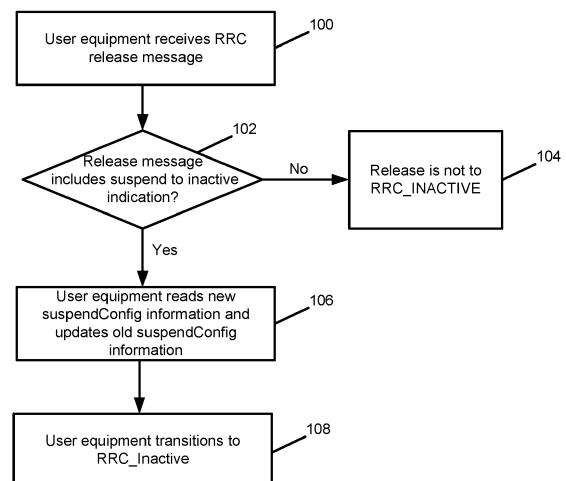 User equipment receives RRC
release message
100
102
Release message
includes suspend to inactive
indication?
No
Release is not to
RRC_INACTIVE
104
Yes
User equipment reads new
suspendConfig information and
updates old suspendConfig
information
106
User equipment transitions to
RRC_Inactive
108